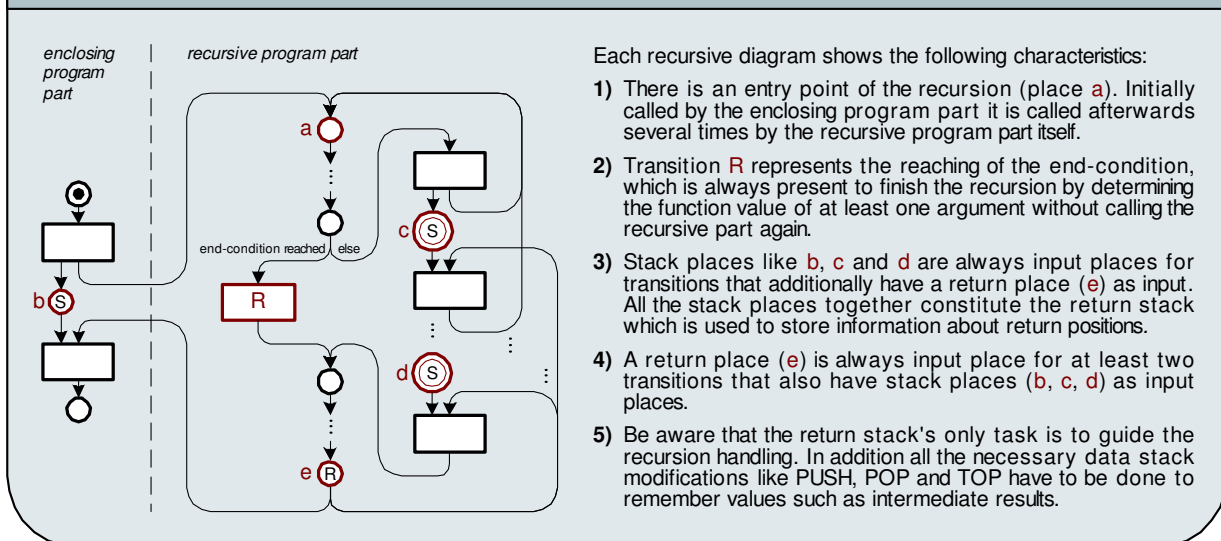 enclosing
program
part
recursive program part
a
end-condition reached
else
R
b
S
c
S
d
S
e
R
Each recursive diagram shows the following characteristics:
1) There is an entry point of the recursion (place a). Initially
called by the enclosing program part it is called afterwards
several times by the recursive program part itself.
2) Transition R represents the reaching of the end-condition,
which is always present to finish the recursion by determining
the function value of at least one argument without calling the
recursive part again.
3) Stack places like b, c and d are always input places for
transitions that additionally have a return place (e) as input.
All the stack places together constitute the return stack
which is used to store information about return positions.
4) A return place (e) is always input place for at least two
transitions that also have stack places (b, c, d) as input
places.
5) Be aware that the return stack's only task is to guide the
recursion handling. In addition all the necessary data stack
modifications like PUSH, POP and TOP have to be done to
remember values such as intermediate results.